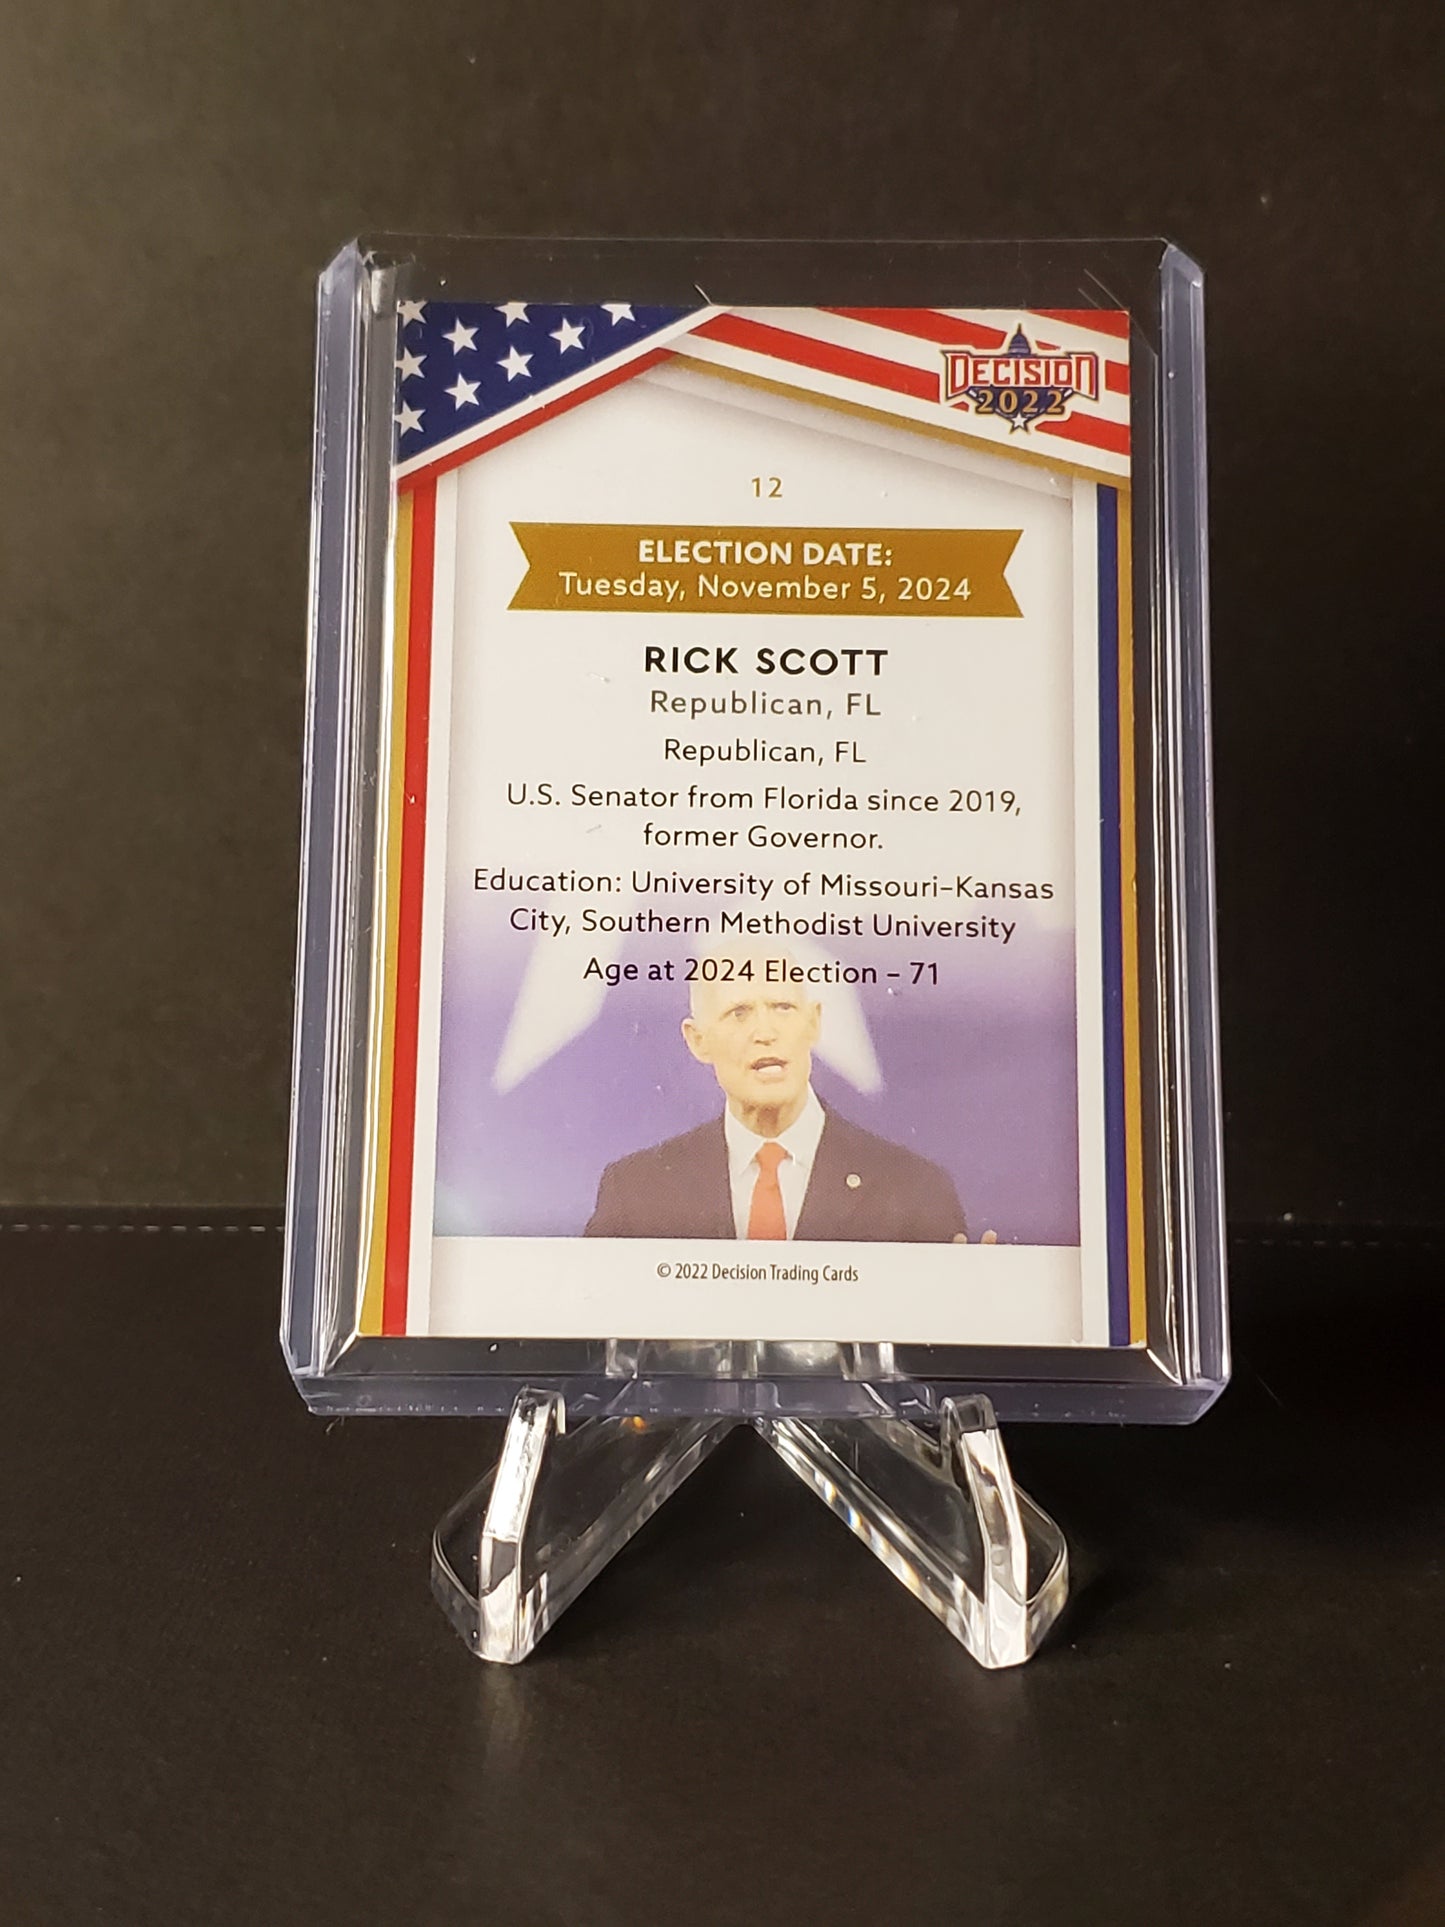 DECISION
2022
12
ELECTION DATE:
Tuesday, November 5, 2024
RICK SCOTT
Republican, FL
Republican, FL
U.S. Senator from Florida since 2019,
former Governor.
Education: University of Missouri–Kansas
City, Southern Methodist University
Age at 2024 Election – 71
© 2022 Decision Trading Cards